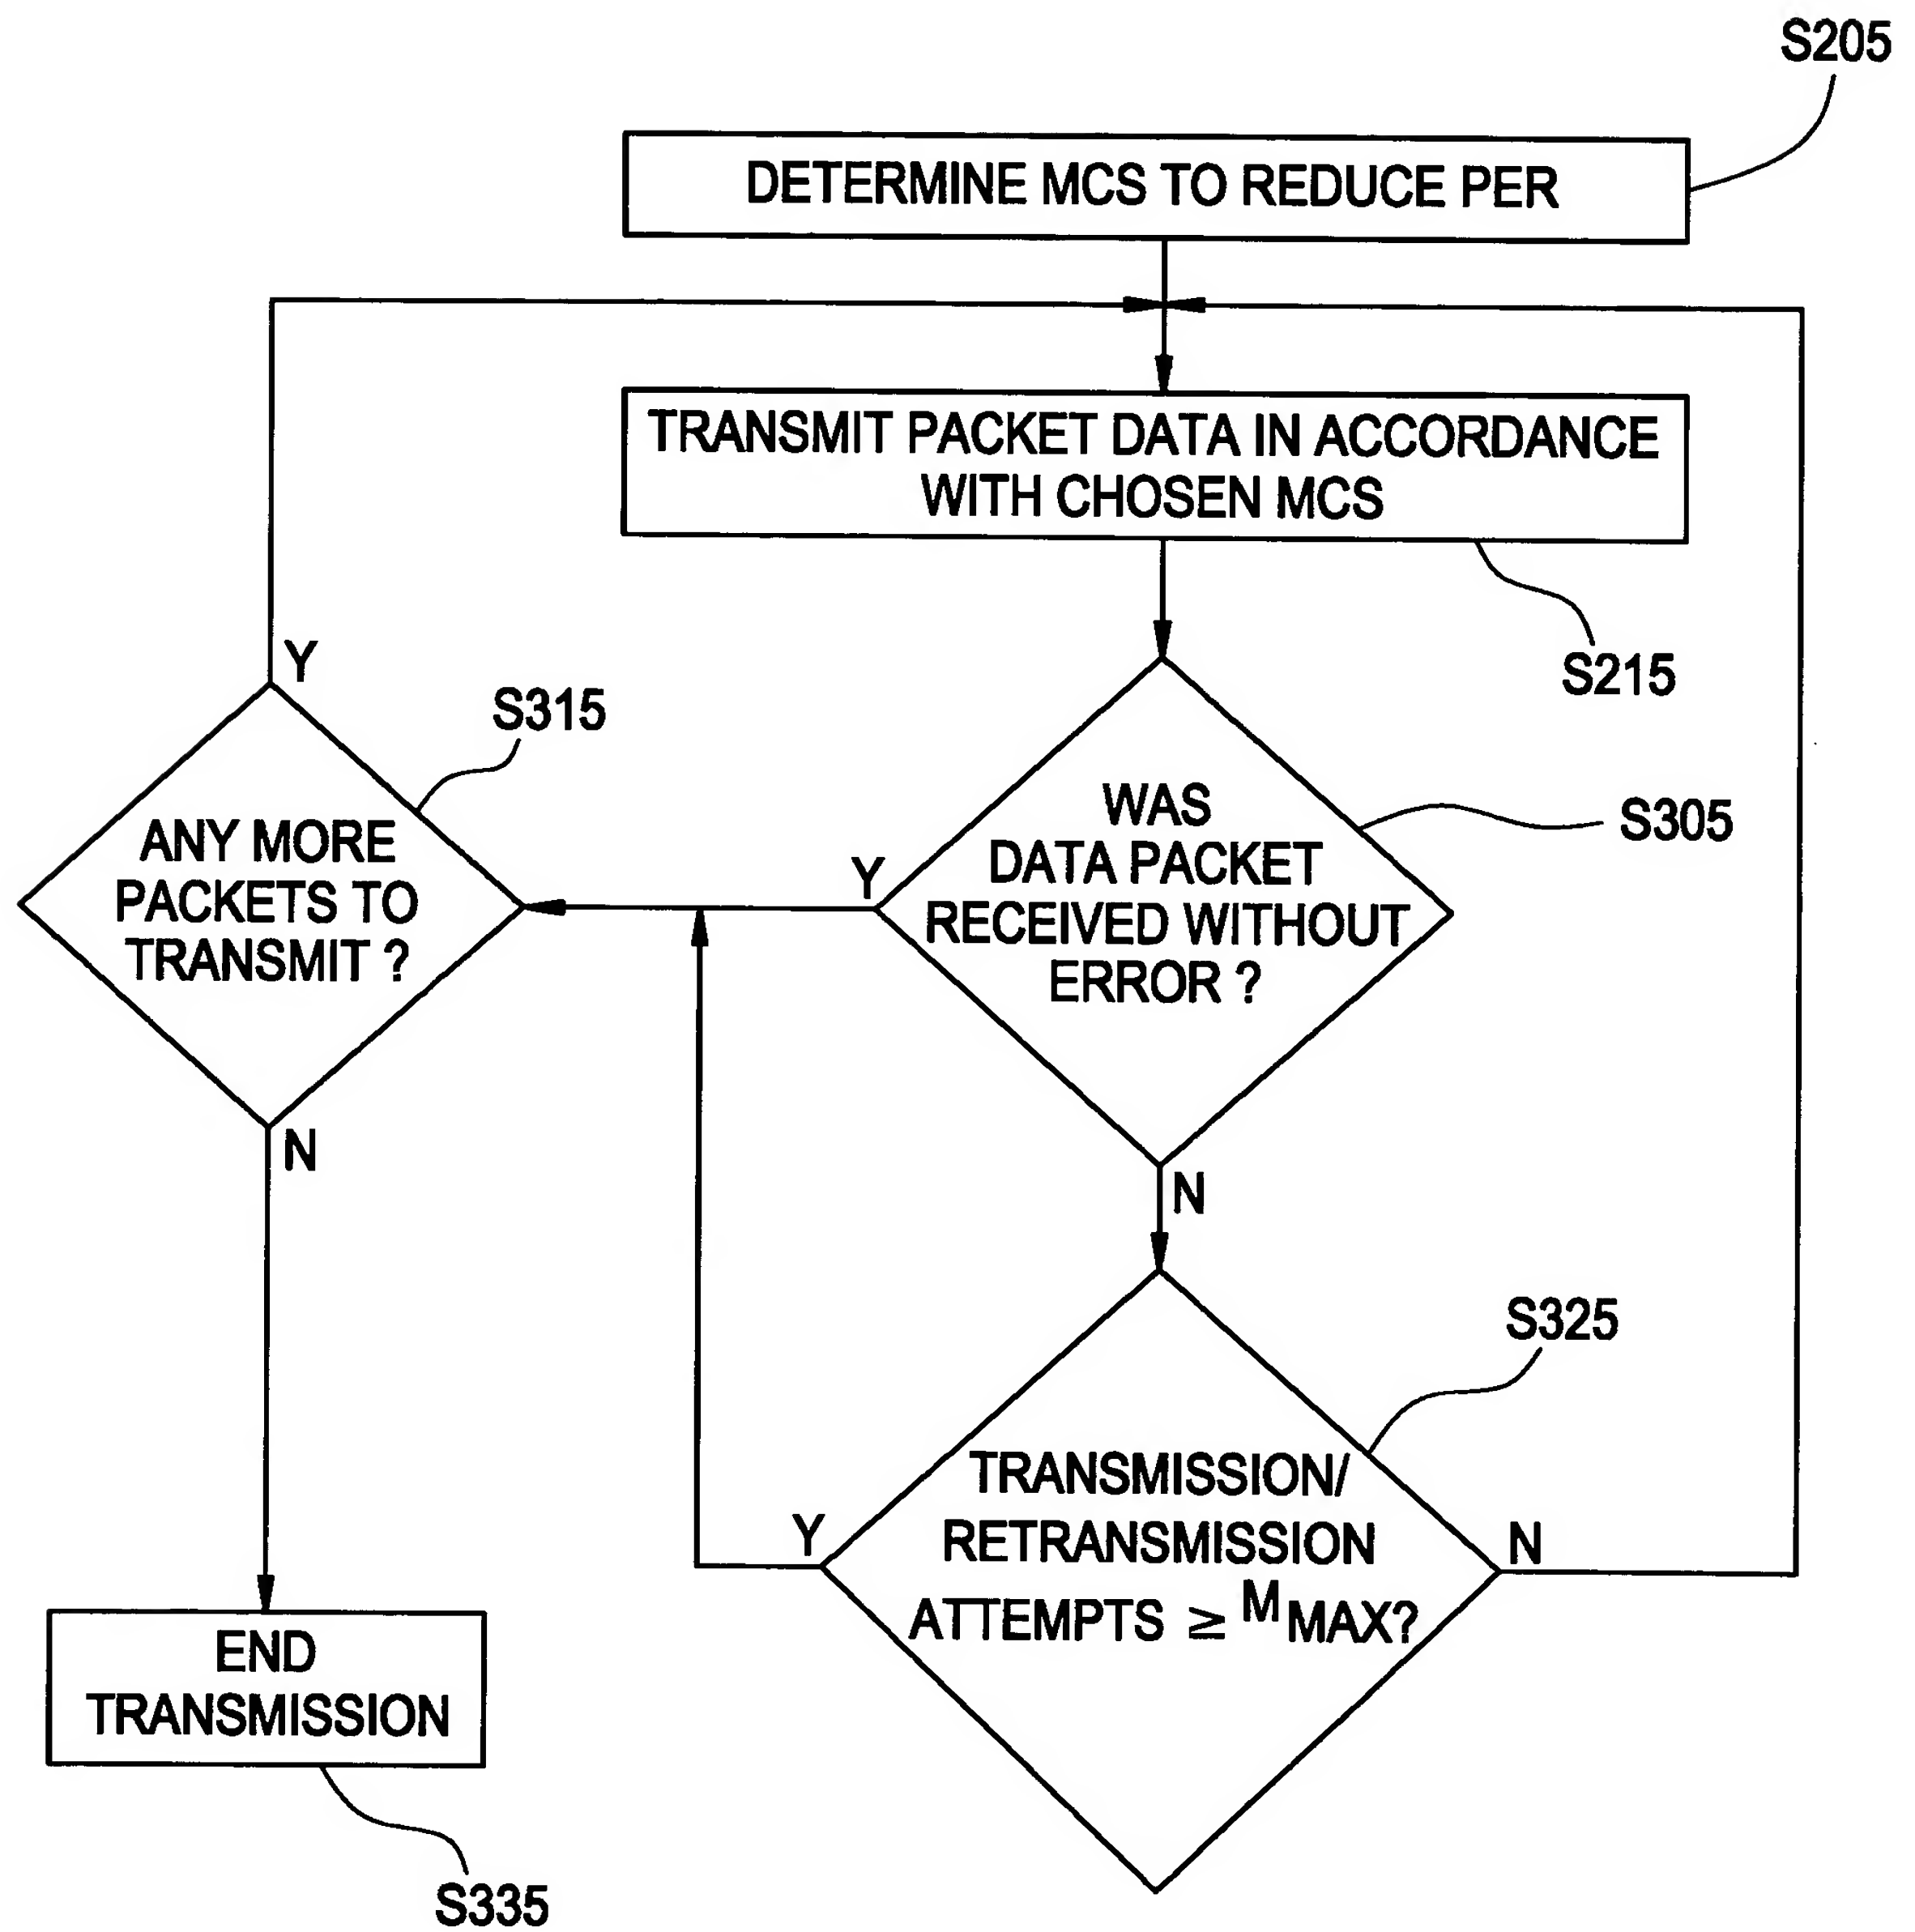 S205
DETERMINE MCS TO REDUCE PER
TRANSMIT PACKET DATA IN ACCORDANCE
WITH CHOSEN MCS
S215
Y
S315
ANY MORE
PACKETS TO
TRANSMIT ?
N
WAS
DATA PACKET
RECEIVED WITHOUT
ERROR ?
S305
Y
N
S325
TRANSMISSION/
RETRANSMISSION
ATTEMPTS ≥ MMAX?
Y
N
END
TRANSMISSION
S335